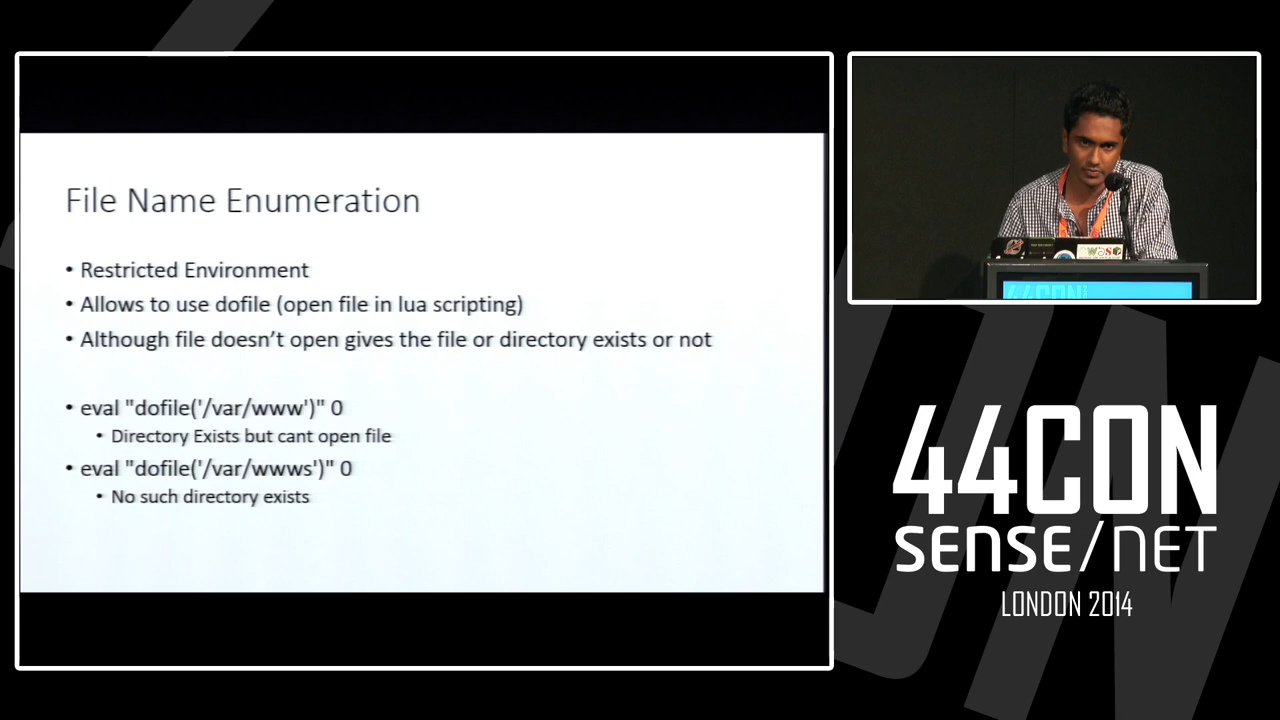 File Name Enumeration
• Restricted Environment
• Allows to use dofile (open file in lua scripting)
• Although file doesn’t open gives the file or directory exists or not
• eval "dofile('/var/www')" 0
• Directory Exists but cant open file
• eval "dofile('/var/wwws')" 0
• No such directory exists
44CON
44CON
SENSE/NET
LONDON 2014